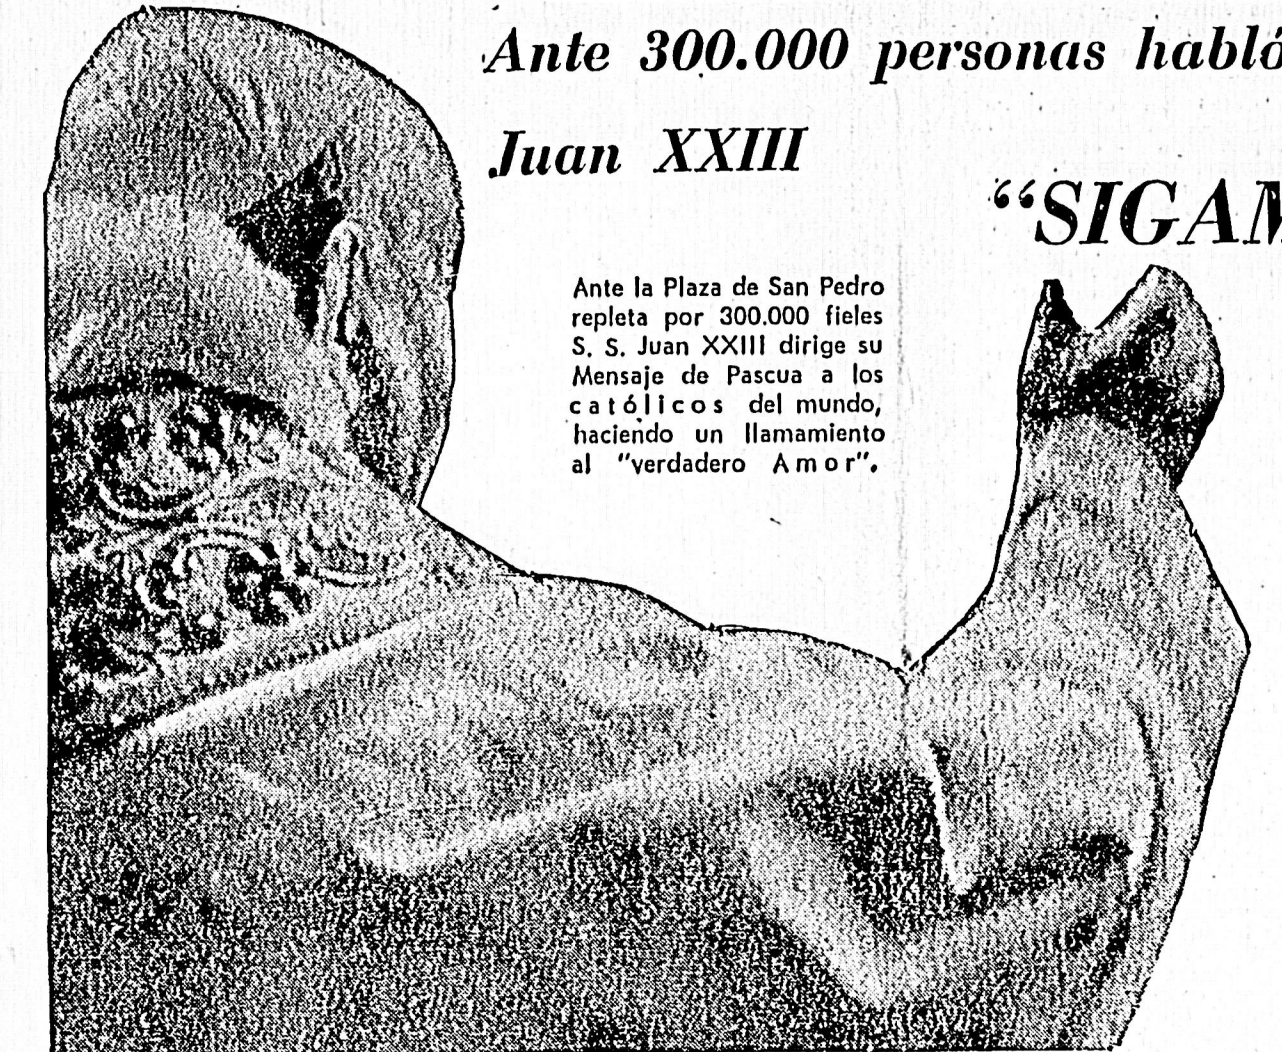 Ante 300.000 personas habló
Juan XXIII
“SIGAM
Ante la Plaza de San Pedro
repleta por 300.000 fieles
S. S. Juan XXIII dirige su
Mensaje de Pascua a los
católicos del mundo,
haciendo un llamamiento
al "verdadero Amor".